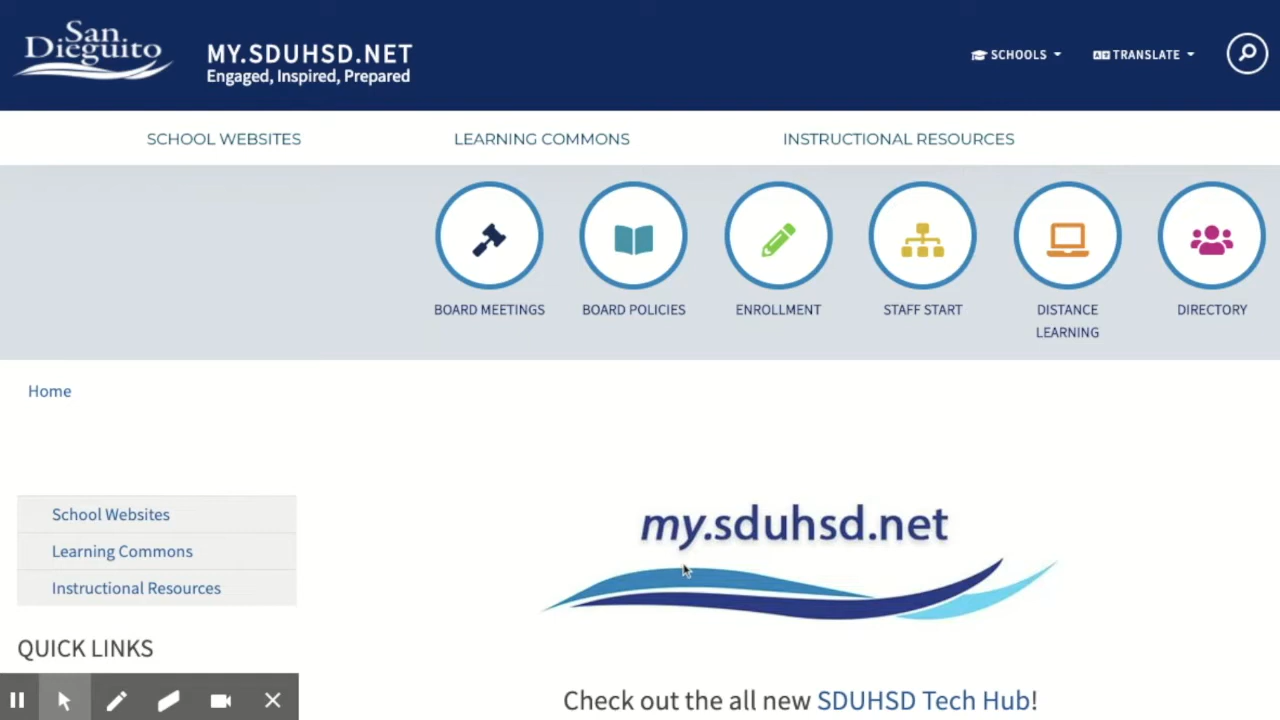 San
Dieguito
MY.SDUHSD.NET
Engaged, Inspired, Prepared
SCHOOLS
TRANSLATE
SCHOOL WEBSITES
LEARNING COMMONS
INSTRUCTIONAL RESOURCES
BOARD MEETINGS
BOARD POLICIES
ENROLLMENT
STAFF START
DISTANCE
LEARNING
DIRECTORY
Home
School Websites
Learning Commons
Instructional Resources
QUICK LINKS
my.sduhsd.net
Check out the all new SDUHSD Tech Hub!